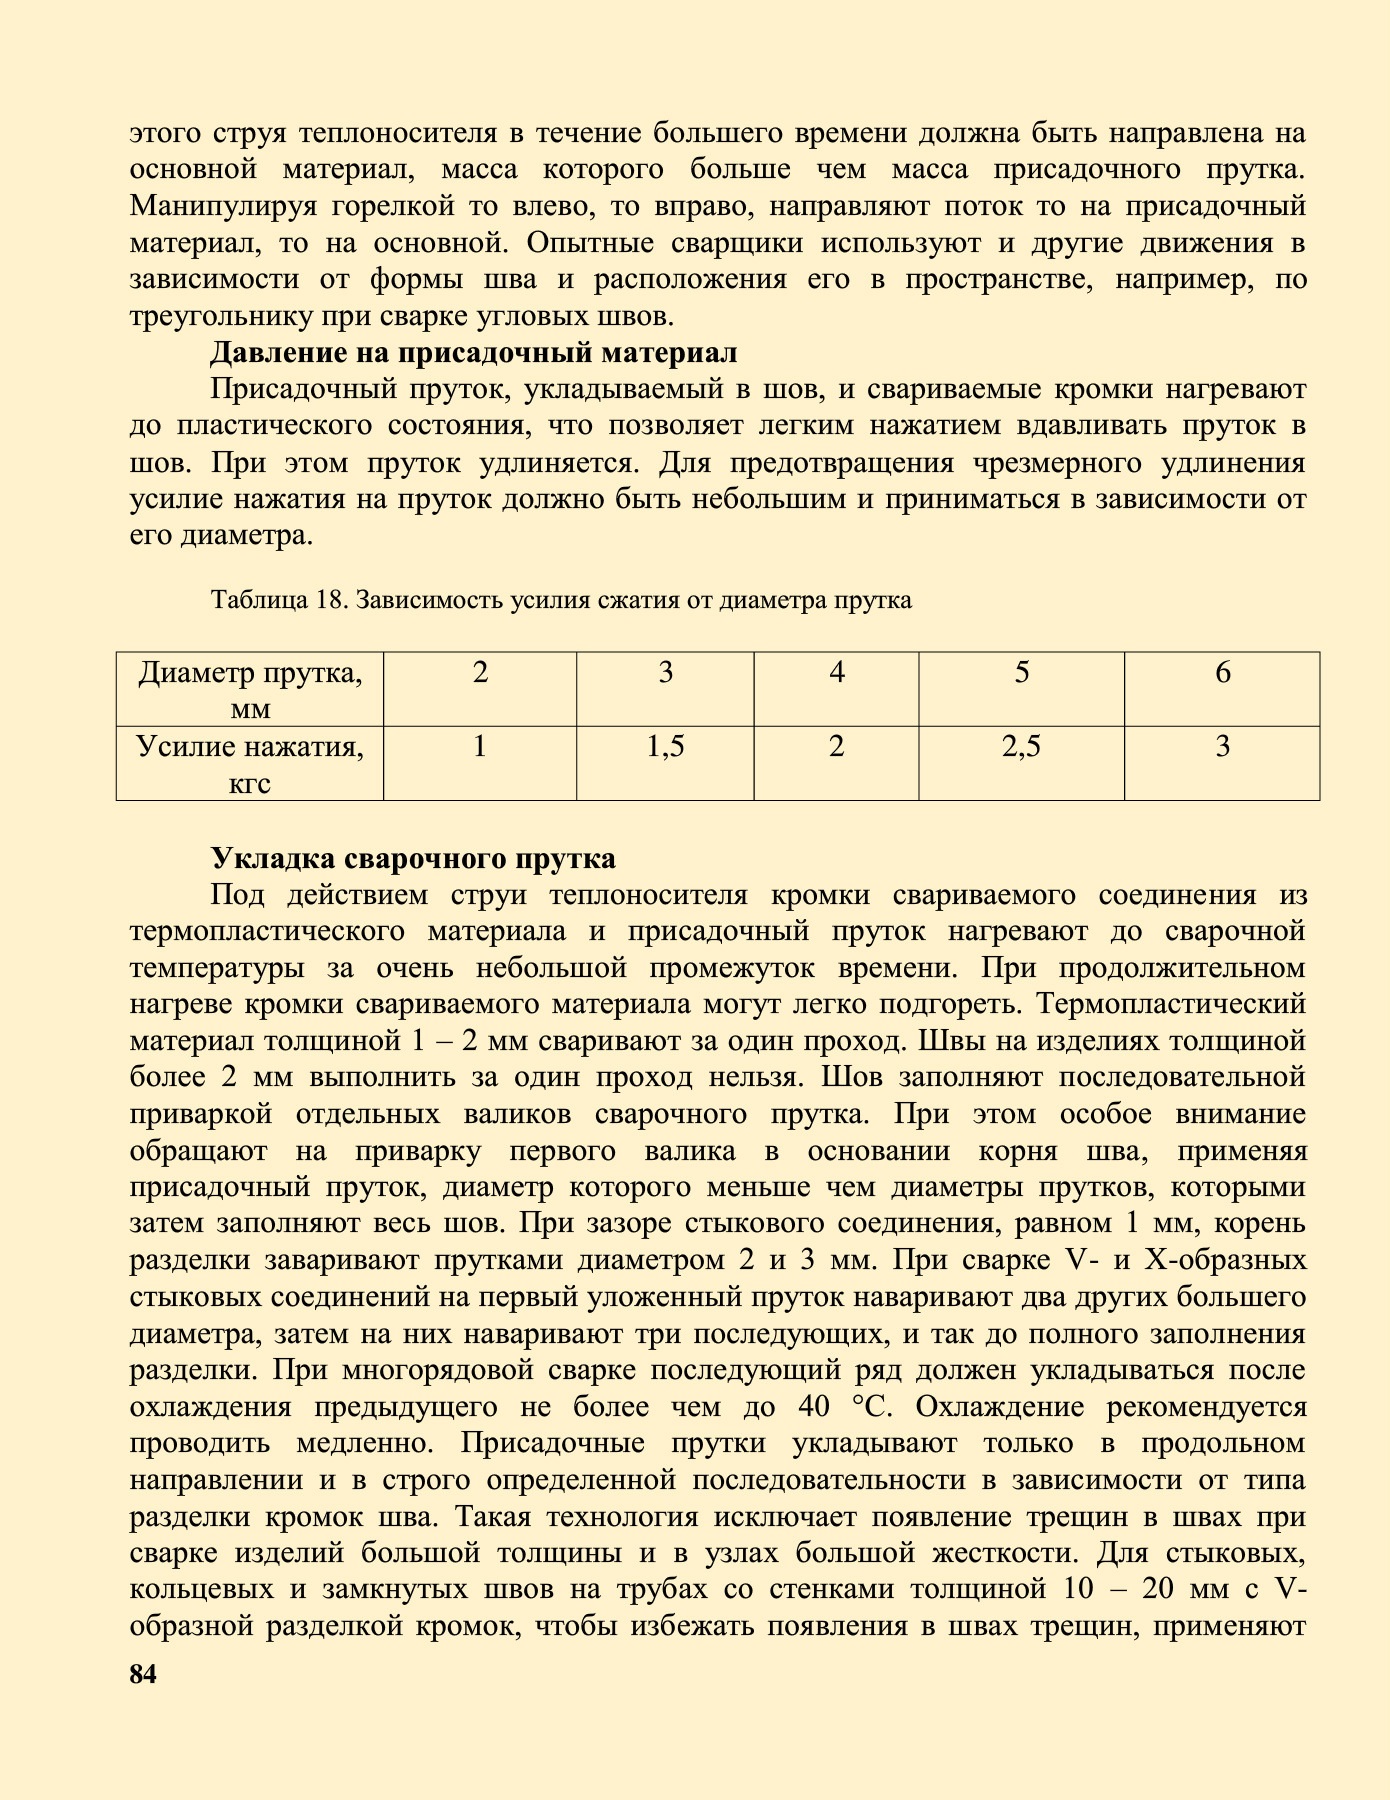 этого струя теплоносителя в течение большего времени должна быть направлена на
основной материал, масса которого больше чем масса присадочного прутка.
Манипулируя горелкой то влево, то вправо, направляют поток то на присадочный
материал, то на основной. Опытные сварщики используют и другие движения в
зависимости от формы шва и расположения его в пространстве, например, по
треугольнику при сварке угловых швов.
Давление на присадочный материал
Присадочный пруток, укладываемый в шов, и свариваемые кромки нагревают
до пластического состояния, что позволяет легким нажатием вдавливать пруток в
шов. При этом пруток удлиняется. Для предотвращения чрезмерного удлинения
усилие нажатия на пруток должно быть небольшим и приниматься в зависимости от
его диаметра.
Таблица 18. Зависимость усилия сжатия от диаметра прутка
Диаметр прутка, 2 3 4 5 6
мм
Усилие нажатия, 1 1,5 2 2,5 3
кгс
Укладка сварочного прутка
Под действием струи теплоносителя кромки свариваемого соединения из
термопластического материала и присадочный пруток нагревают до сварочной
температуры за очень небольшой промежуток времени. При продолжительном
нагреве кромки свариваемого материала могут легко подгореть. Термопластический
материал толщиной 1 – 2 мм сваривают за один проход. Швы на изделиях толщиной
более 2 мм выполнить за один проход нельзя. Шов заполняют последовательной
приваркой отдельных валиков сварочного прутка. При этом особое внимание
обращают на приварку первого валика в основании корня шва, применяя
присадочный пруток, диаметр которого меньше чем диаметры прутков, которыми
затем заполняют весь шов. При зазоре стыкового соединения, равном 1 мм, корень
разделки заваривают прутками диаметром 2 и 3 мм. При сварке V- и X-образных
стыковых соединений на первый уложенный пруток наваривают два других большего
диаметра, затем на них наваривают три последующих, и так до полного заполнения
разделки. При многорядовой сварке последующий ряд должен укладываться после
охлаждения предыдущего не более чем до 40 °С. Охлаждение рекомендуется
проводить медленно. Присадочные прутки укладывают только в продольном
направлении и в строго определенной последовательности в зависимости от типа
разделки кромок шва. Такая технология исключает появление трещин в швах при
сварке изделий большой толщины и в узлах большой жесткости. Для стыковых,
кольцевых и замкнутых швов на трубах со стенками толщиной 10 – 20 мм с V-
образной разделкой кромок, чтобы избежать появления в швах трещин, применяют
84